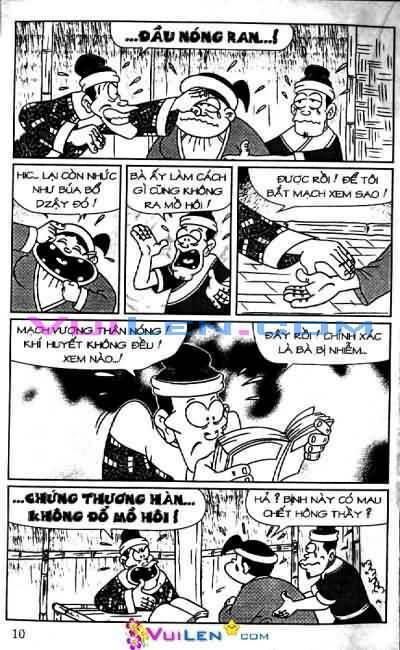 ...ĐẦU NÓNG RAN...!
HIC... LẠI CÒN NHỨC
NHƯ BÚA BỔ
DZẬY ĐÓ!
BÀ ẤY LÀM CÁCH
GÌ CŨNG KHÔNG
RA MỒ HÔI!
ĐƯỢC RỒI! ĐỂ TÔI
BẮT MẠCH XEM SAO!
MẠCH VƯỢNG THẬN NÓNG
KHÍ HUYẾT KHÔNG ĐỀU!
XEM NÀO...!
ĐÂY RỒI! CHÍNH XÁC
LÀ BÀ BỊ NHIỄM...
VuiLen.com
...CHỨNG THƯƠNG HÀN...
KHÔNG ĐỔ MỒ HÔI!
HẢ? BỊNH NÀY CÓ MAU
CHẾT HÔNG THẦY?
10
VuiLen.com